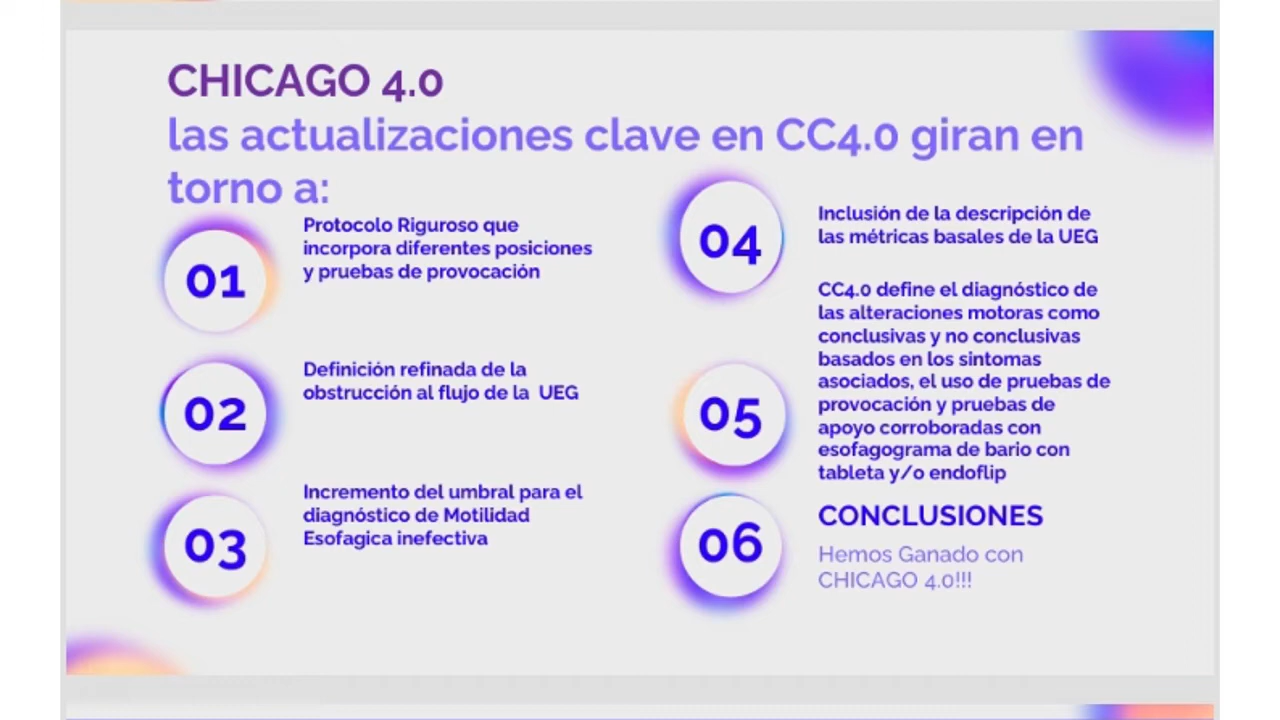 CHICAGO 4.0
las actualizaciones clave en CC4.0 giran en
torno a:
01
Protocolo Riguroso que
incorpora diferentes posiciones
y pruebas de provocación
02
Definición refinada de la
obstrucción al flujo de la UEG
03
Incremento del umbral para el
diagnóstico de Motilidad
Esofagica inefectiva
04
Inclusión de la descripción de
las métricas basales de la UEG
05
CC4.0 define el diagnóstico de
las alteraciones motoras como
conclusivas y no conclusivas
basados en los sintomas
asociados, el uso de pruebas de
provocación y pruebas de
apoyo corroboradas con
esofagograma de bario con
tableta y/o endoflip
06
CONCLUSIONES
Hemos Ganado con
CHICAGO 4.0!!!